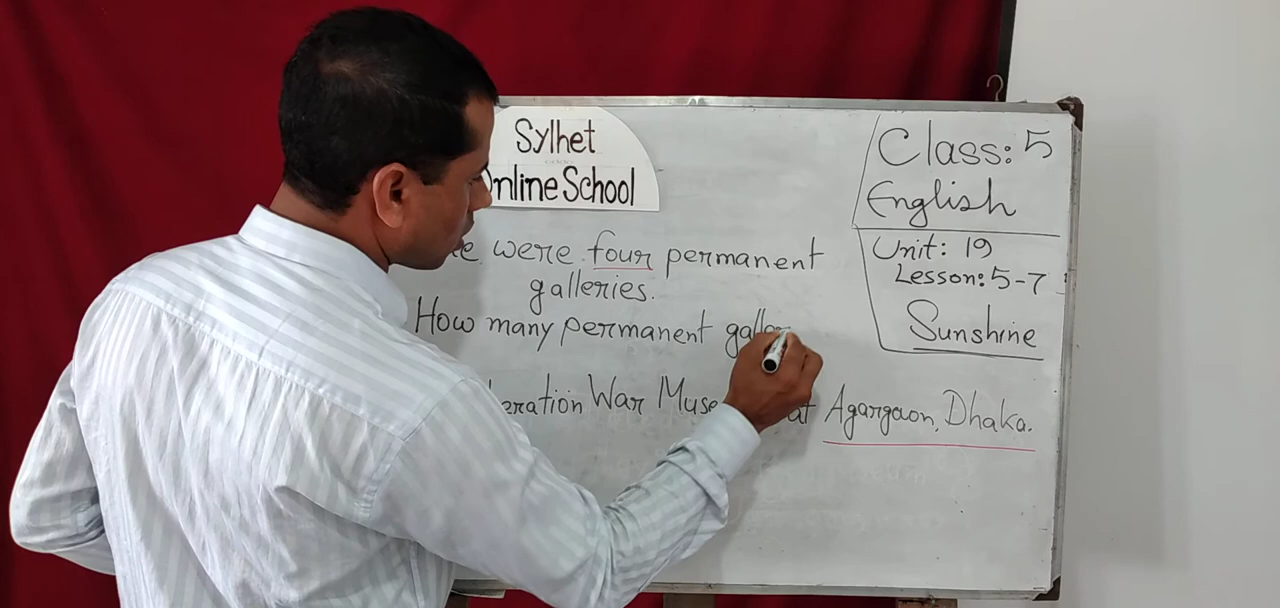 Sylhet
Online School
Class: 5
English
Unit: 19
Lesson: 5-7
Sunshine
were four permanent
galleries.
How many permanent galler
eration War Muse at Agargaon, Dhaka.